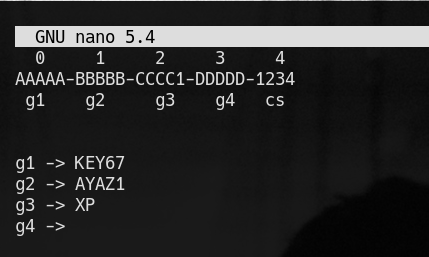 GNU nano 5.4
0 1 2 3 4
AAAAA-BBBBB-CCCC1-DDDDD-1234
g1 g2 g3 g4 cs
g1 -> KEY67
g2 -> AYAZ1
g3 -> XP
g4 ->